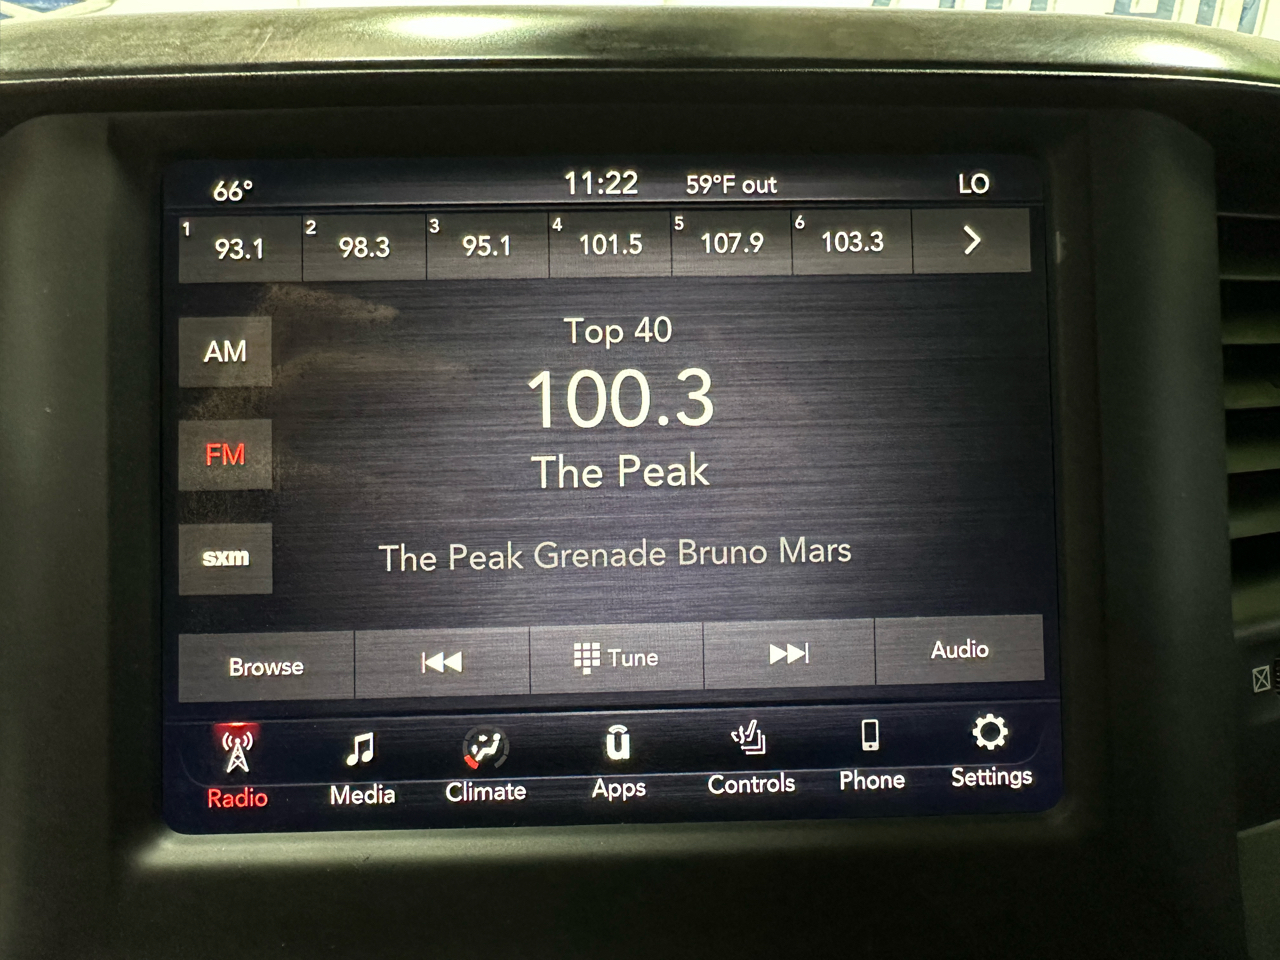 66° 11:22 59°F out LO
1 93.1 2 98.3 3 95.1 4 101.5 5 107.9 6 103.3
Top 40
AM
100.3
FM
The Peak
sxm
The Peak Grenade Bruno Mars
Browse Tune Audio
Radio Media Climate Apps Controls Phone Settings